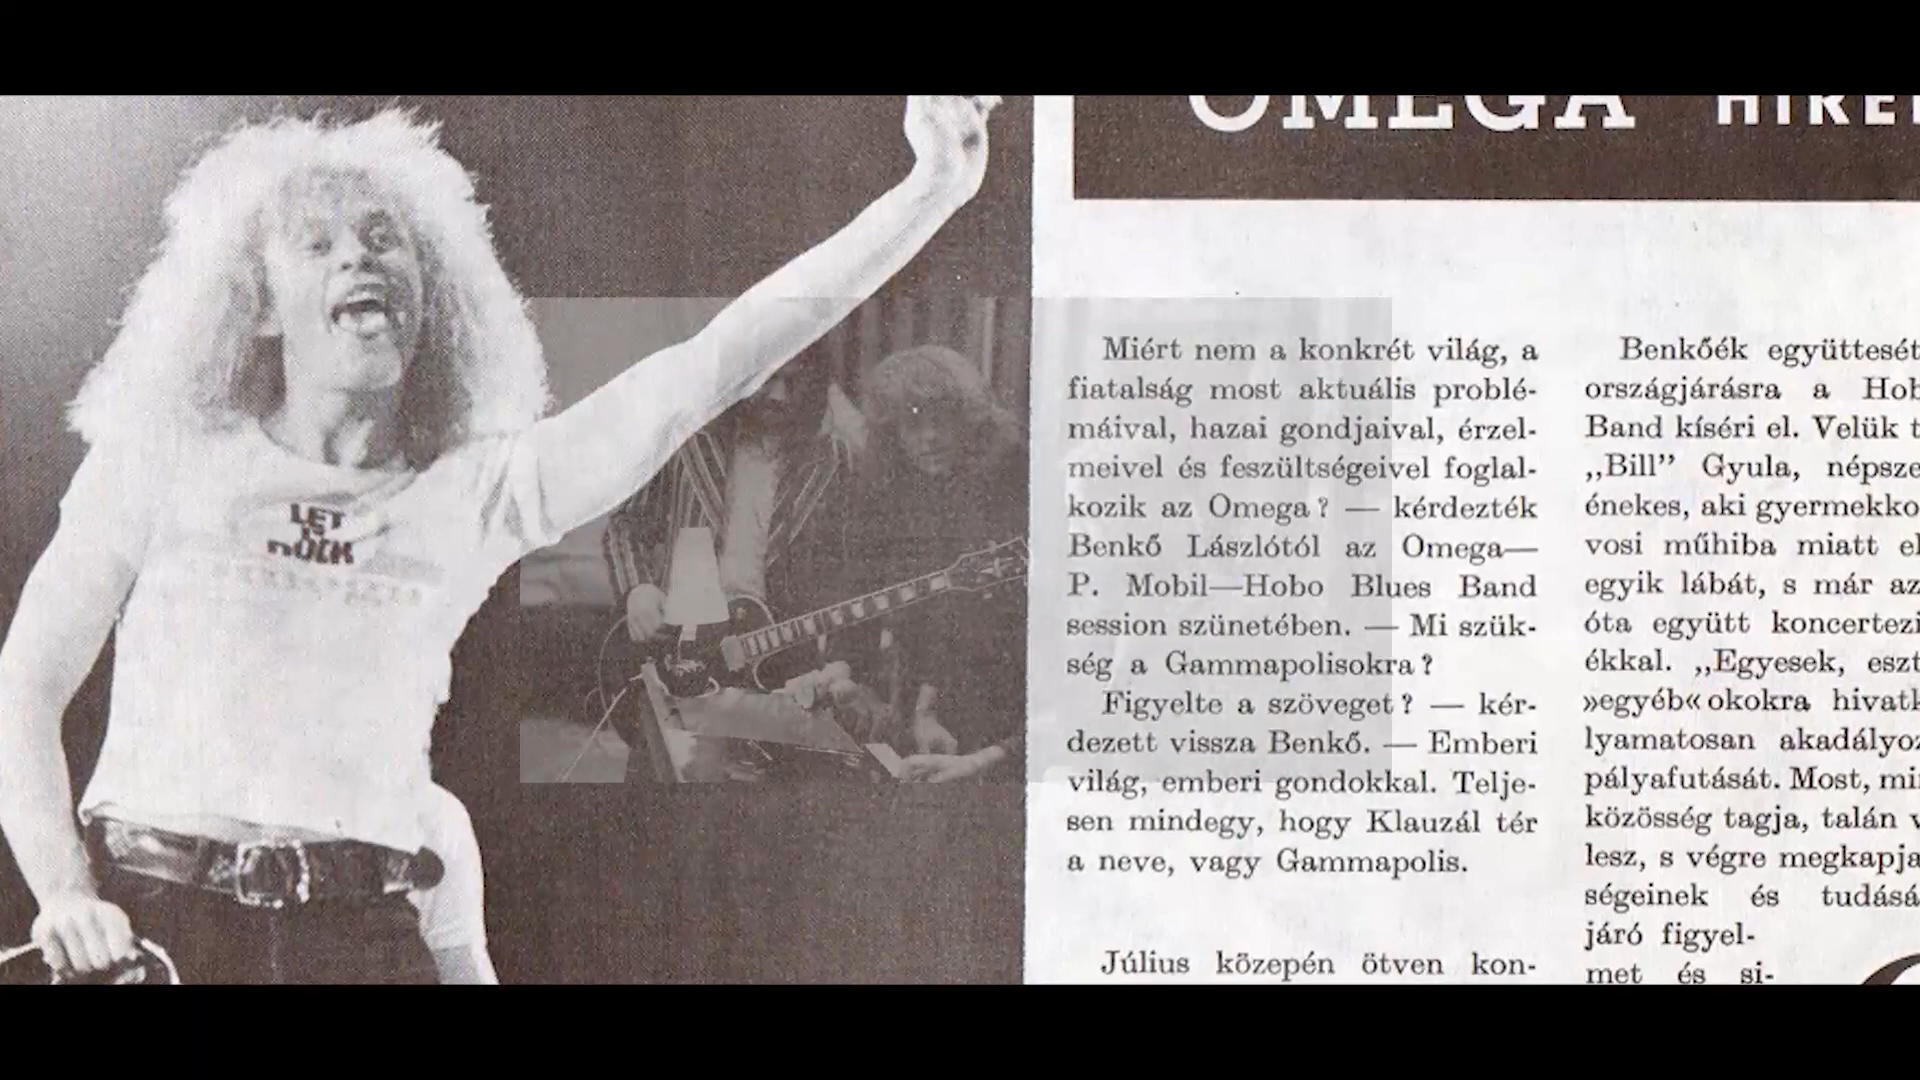 LET
IT
ROCK
OMEGA HÍREI
Miért nem a konkrét világ, a
fiatalság most aktuális problé-
máival, hazai gondjaival, érzel-
meivel és feszültségeivel foglal-
kozik az Omega? — kérdezték
Benkő Lászlótól az Omega—
P. Mobil—Hobo Blues Band
session szünetében. — Mi szük-
ség a Gammapolisokra?
Figyelte a szöveget? — kér-
dezett vissza Benkő. — Emberi
világ, emberi gondokkal. Telje-
sen mindegy, hogy Klauzál tér
a neve, vagy Gammapolis.
Július közepén ötven kon-
Benkőék együttesét
országjárásra a Hob
Band kíséri el. Velük t
„Bill” Gyula, népsze
énekes, aki gyermekko
vosi műhiba miatt el
egyik lábát, s már az
óta együtt koncertezi
ékkal. „Egyesek, eszt
»egyéb« okokra hivatk
lyamatosan akadályoz
pályafutását. Most, mi
közösség tagja, talán v
lesz, s végre megkapja
ségeinek és tudásá
járó figyel-
met és si-